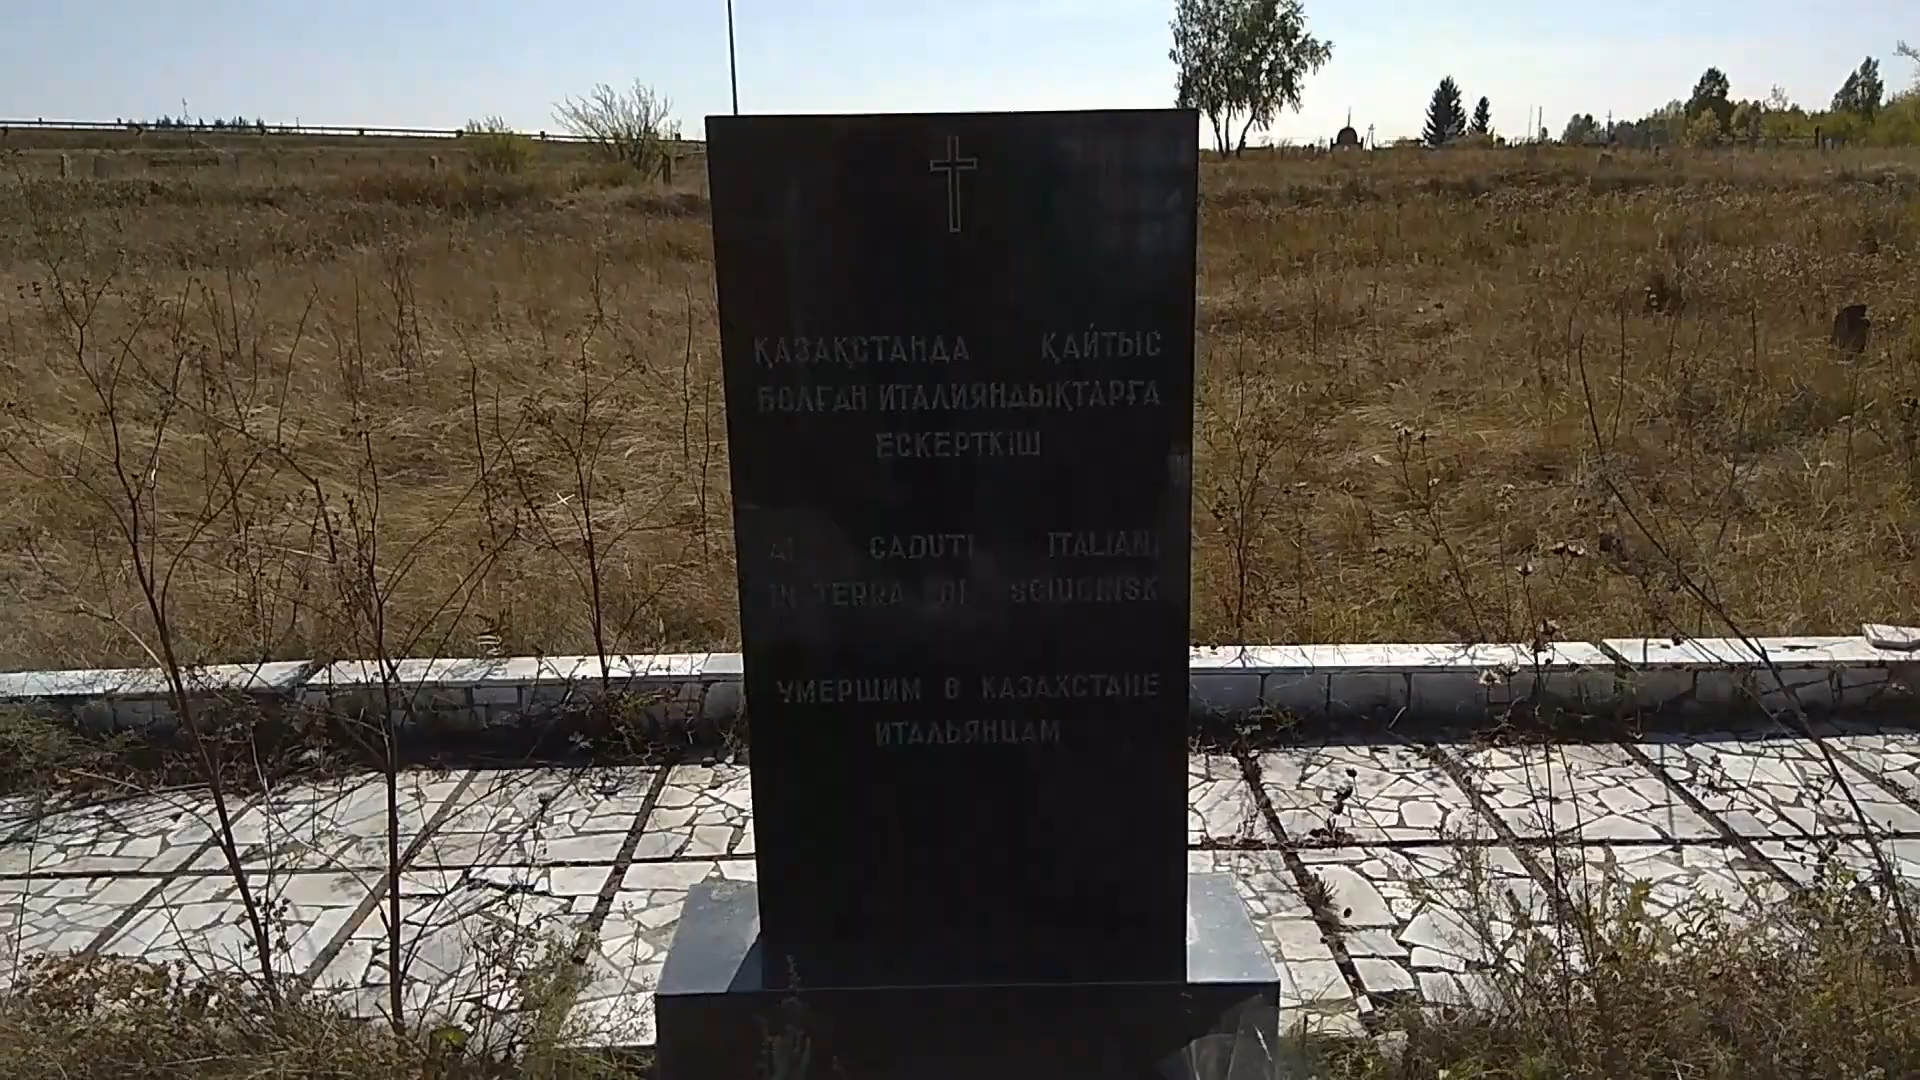 ҚАЗАҚСТАНДА ҚАЙТЫС
БОЛҒАН ИТАЛИЯНДЫҚТАРҒА
ЕСКЕРТКІШ
AI CADUTI ITALIANI
IN TERRA DI SCIUCINSK
УМЕРШИМ В КАЗАХСТАНЕ
ИТАЛЬЯНЦАМ